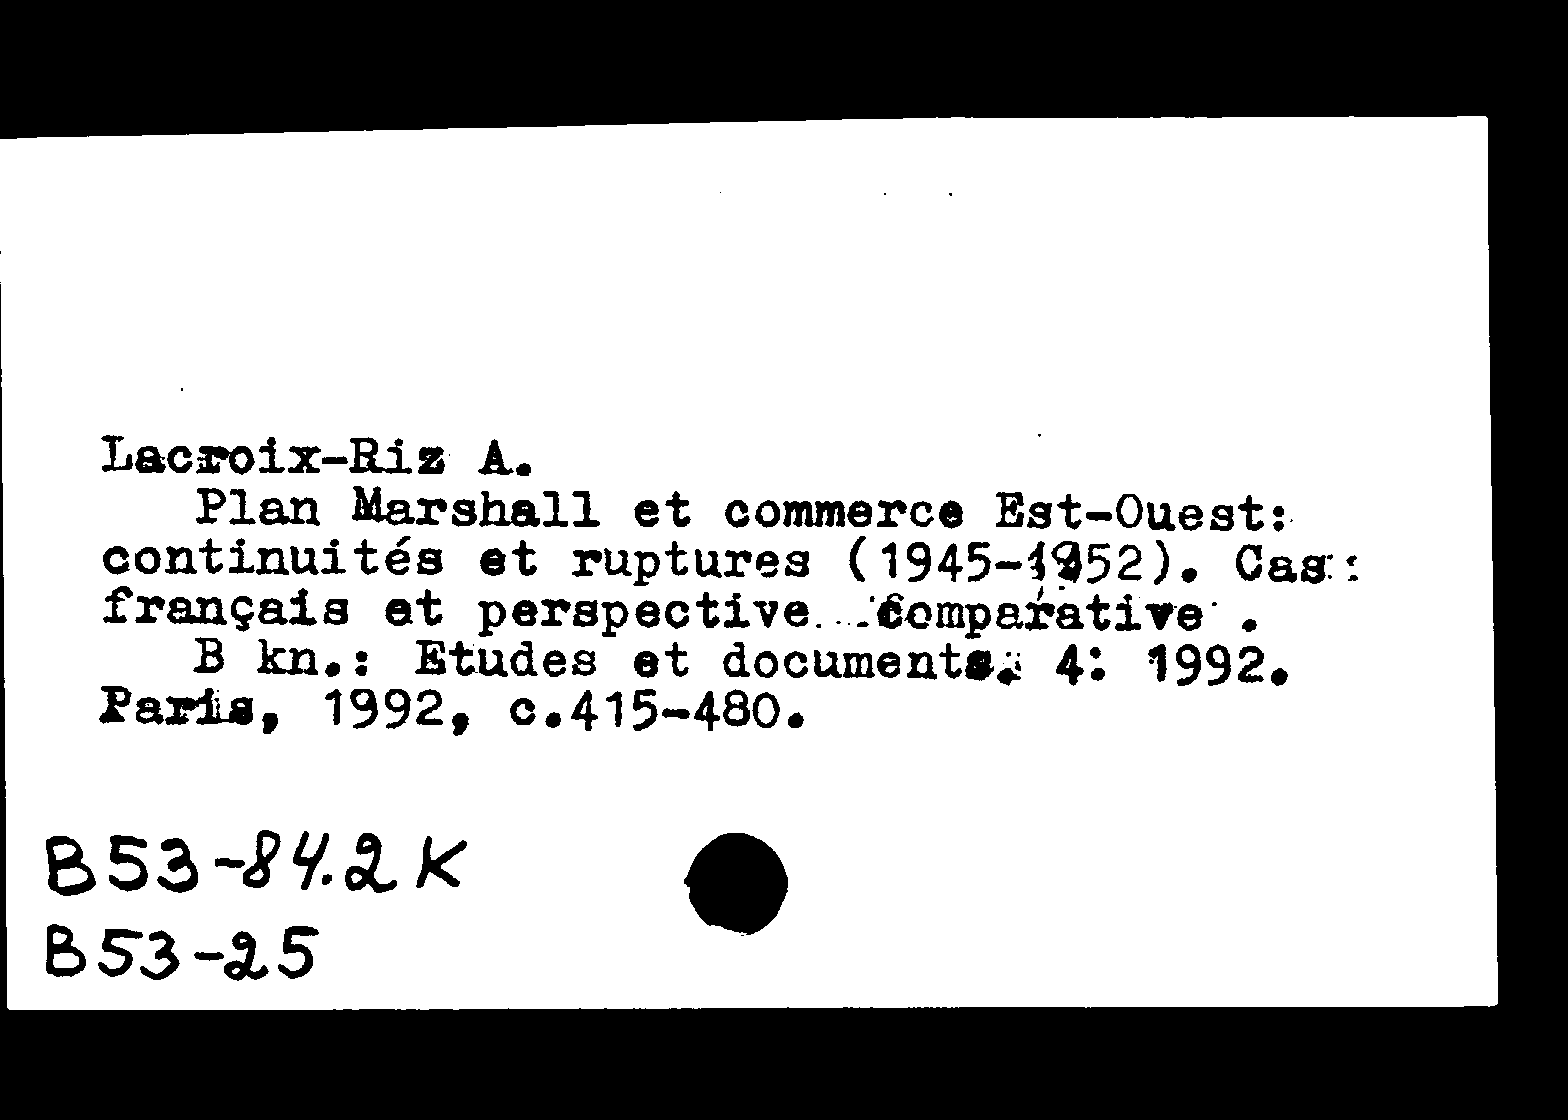 Lacroix-Riz A.
Plan Marshall et commerce Est-Ouest:
continuités et ruptures (1945-1952). Cas:
français et perspective comparative .
B kn.: Etudes et documents. 4: 1992.
Paris, 1992, c.415-480.
B53-84.2K
B53-25